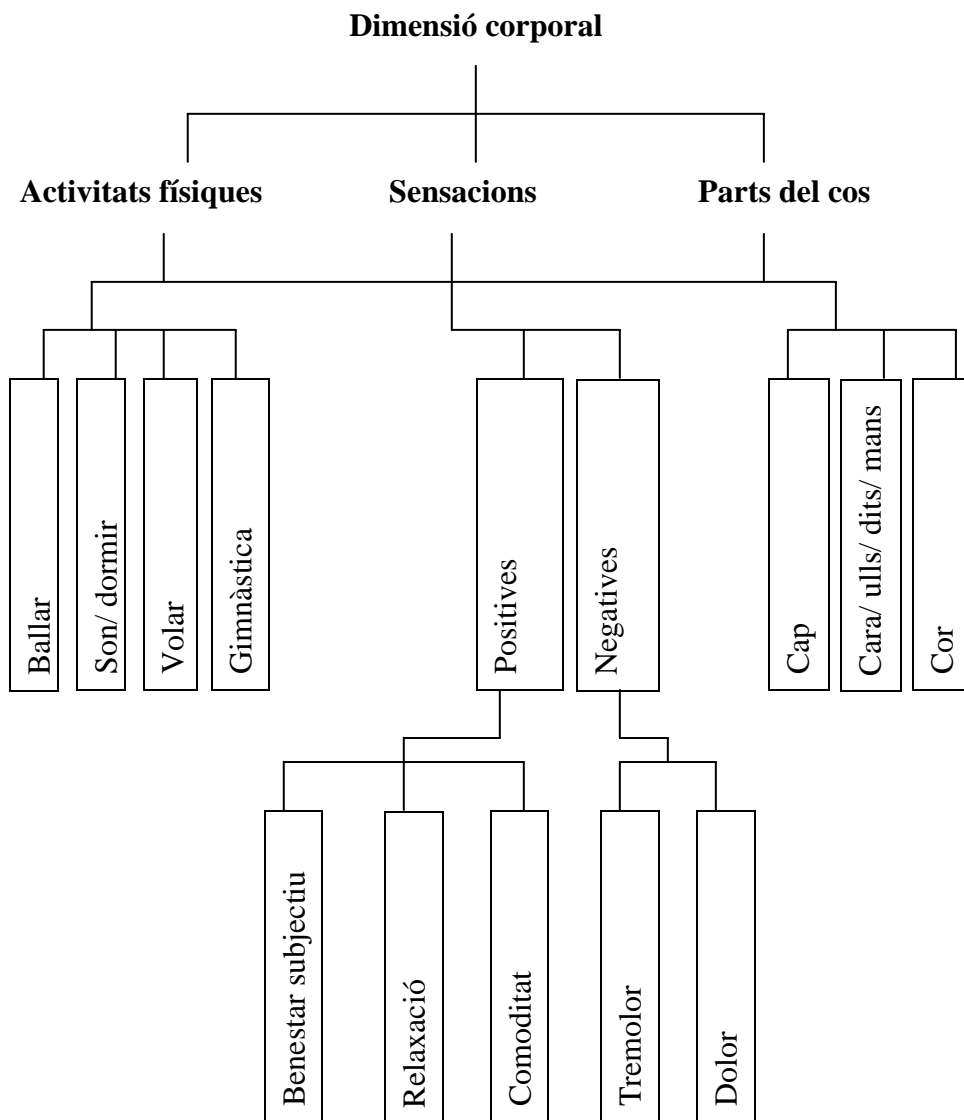 Dimensió corporal
Activitats físiques
Sensacions
Parts del cos
Ballar
Son/ dormir
Volar
Gimnàstica
Positives
Negatives
Cap
Cara/ ulls/ dits/ mans
Cor
Benestar subjectiu
Relaxació
Comoditat
Tremolor
Dolor